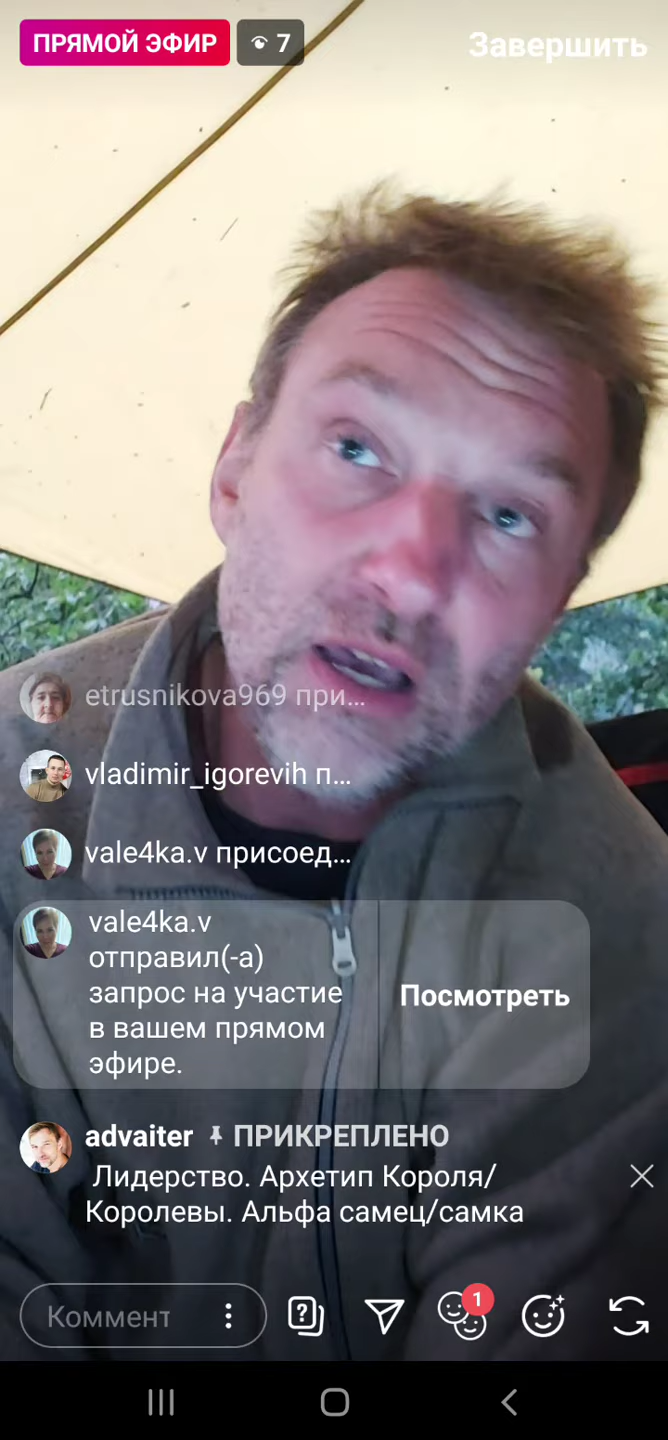 ПРЯМОЙ ЭФИР 7 Завершить
etrusnikova969 при...
vladimir_igorevih п...
vale4ka.v присоед...
vale4ka.v
отправил(-а)
запрос на участие
в вашем прямом
эфире.
Посмотреть
advaiter ПРИКРЕПЛЕНО
Лидерство. Архетип Короля/
Королевы. Альфа самец/самка
Коммент
1